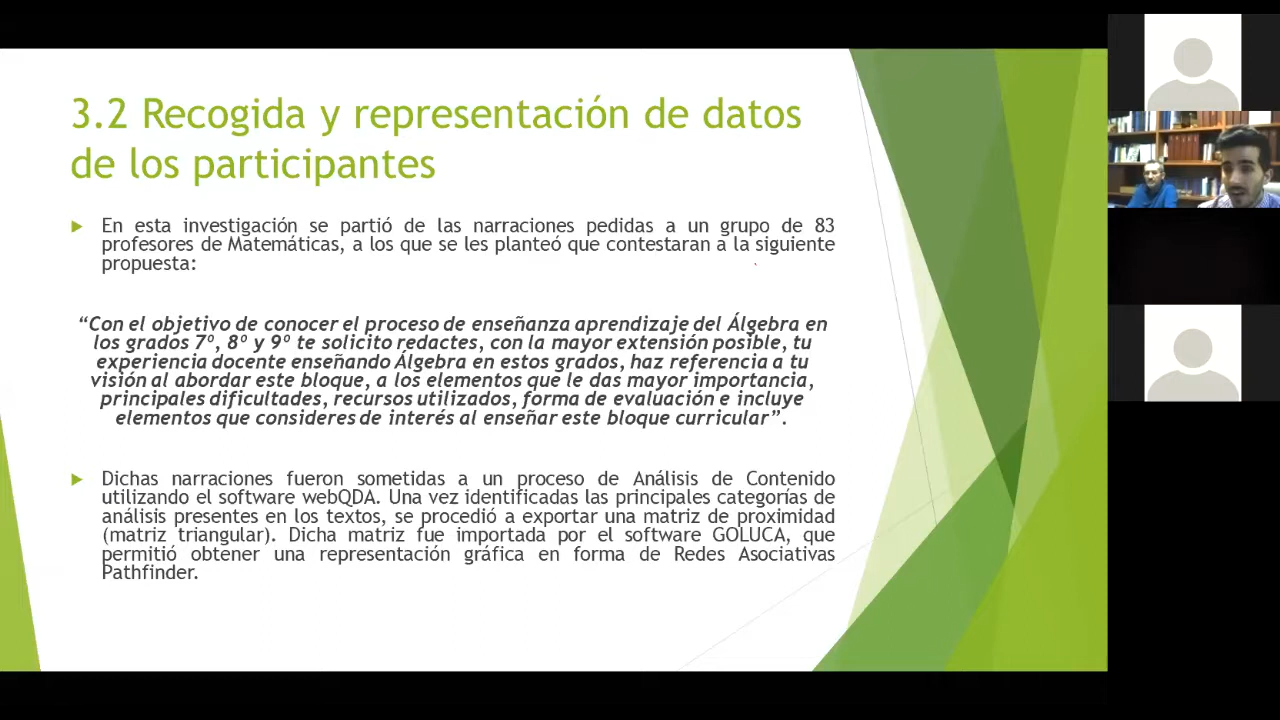 3.2 Recogida y representación de datos
de los participantes
En esta investigación se partió de las narraciones pedidas a un grupo de 83
profesores de Matemáticas, a los que se les planteó que contestaran a la siguiente
propuesta:
“Con el objetivo de conocer el proceso de enseñanza aprendizaje del Álgebra en
los grados 7º, 8º y 9º te solicito redactes, con la mayor extensión posible, tu
experiencia docente enseñando Álgebra en estos grados, haz referencia a tu
visión al abordar este bloque, a los elementos que le das mayor importancia,
principales dificultades, recursos utilizados, forma de evaluación e incluye
elementos que consideres de interés al enseñar este bloque curricular”.
Dichas narraciones fueron sometidas a un proceso de Análisis de Contenido
utilizando el software webQDA. Una vez identificadas las principales categorías de
análisis presentes en los textos, se procedió a exportar una matriz de proximidad
(matriz triangular). Dicha matriz fue importada por el software GOLUCA, que
permitió obtener una representación gráfica en forma de Redes Asociativas
Pathfinder.